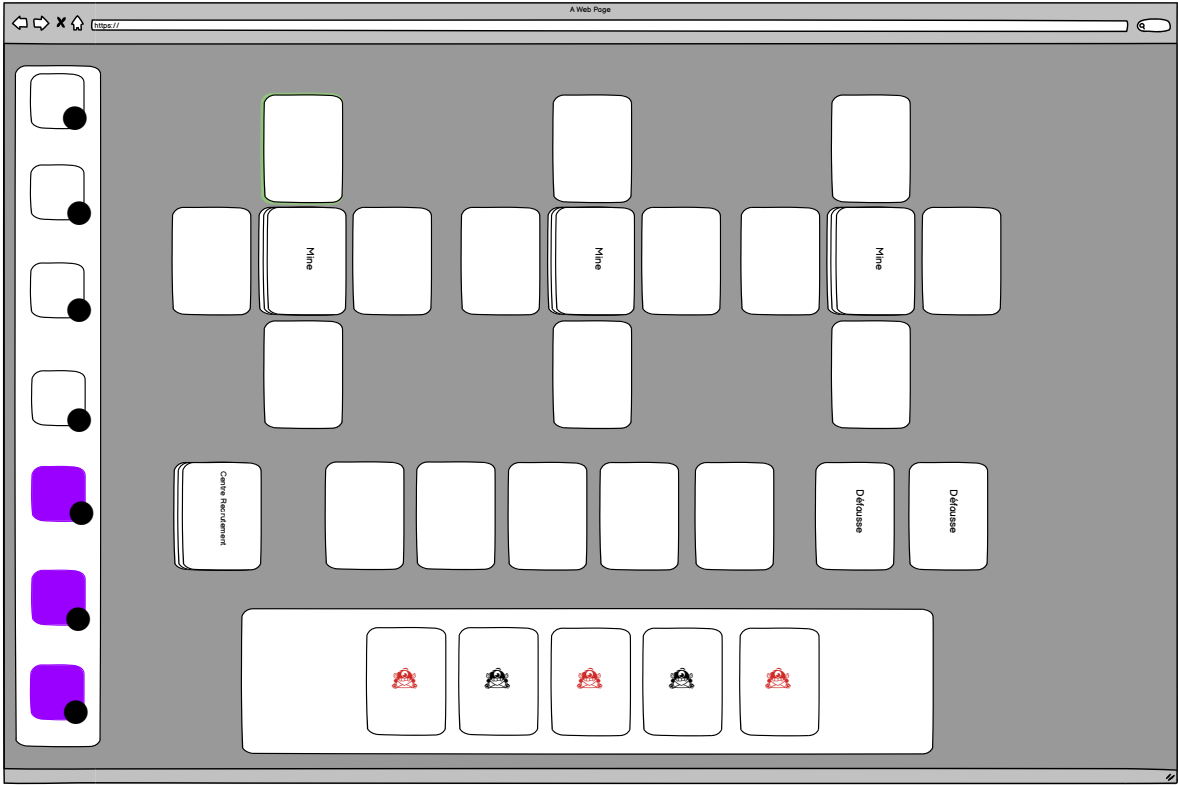 A Web Page
https://
Mine
Mine
Mine
Centre Recrutement
Défausse
Défausse